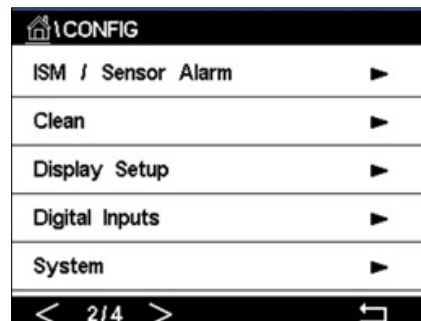 \CONFIG
ISM / Sensor Alarm
Clean
Display Setup
Digital Inputs
System
< 2/4 >